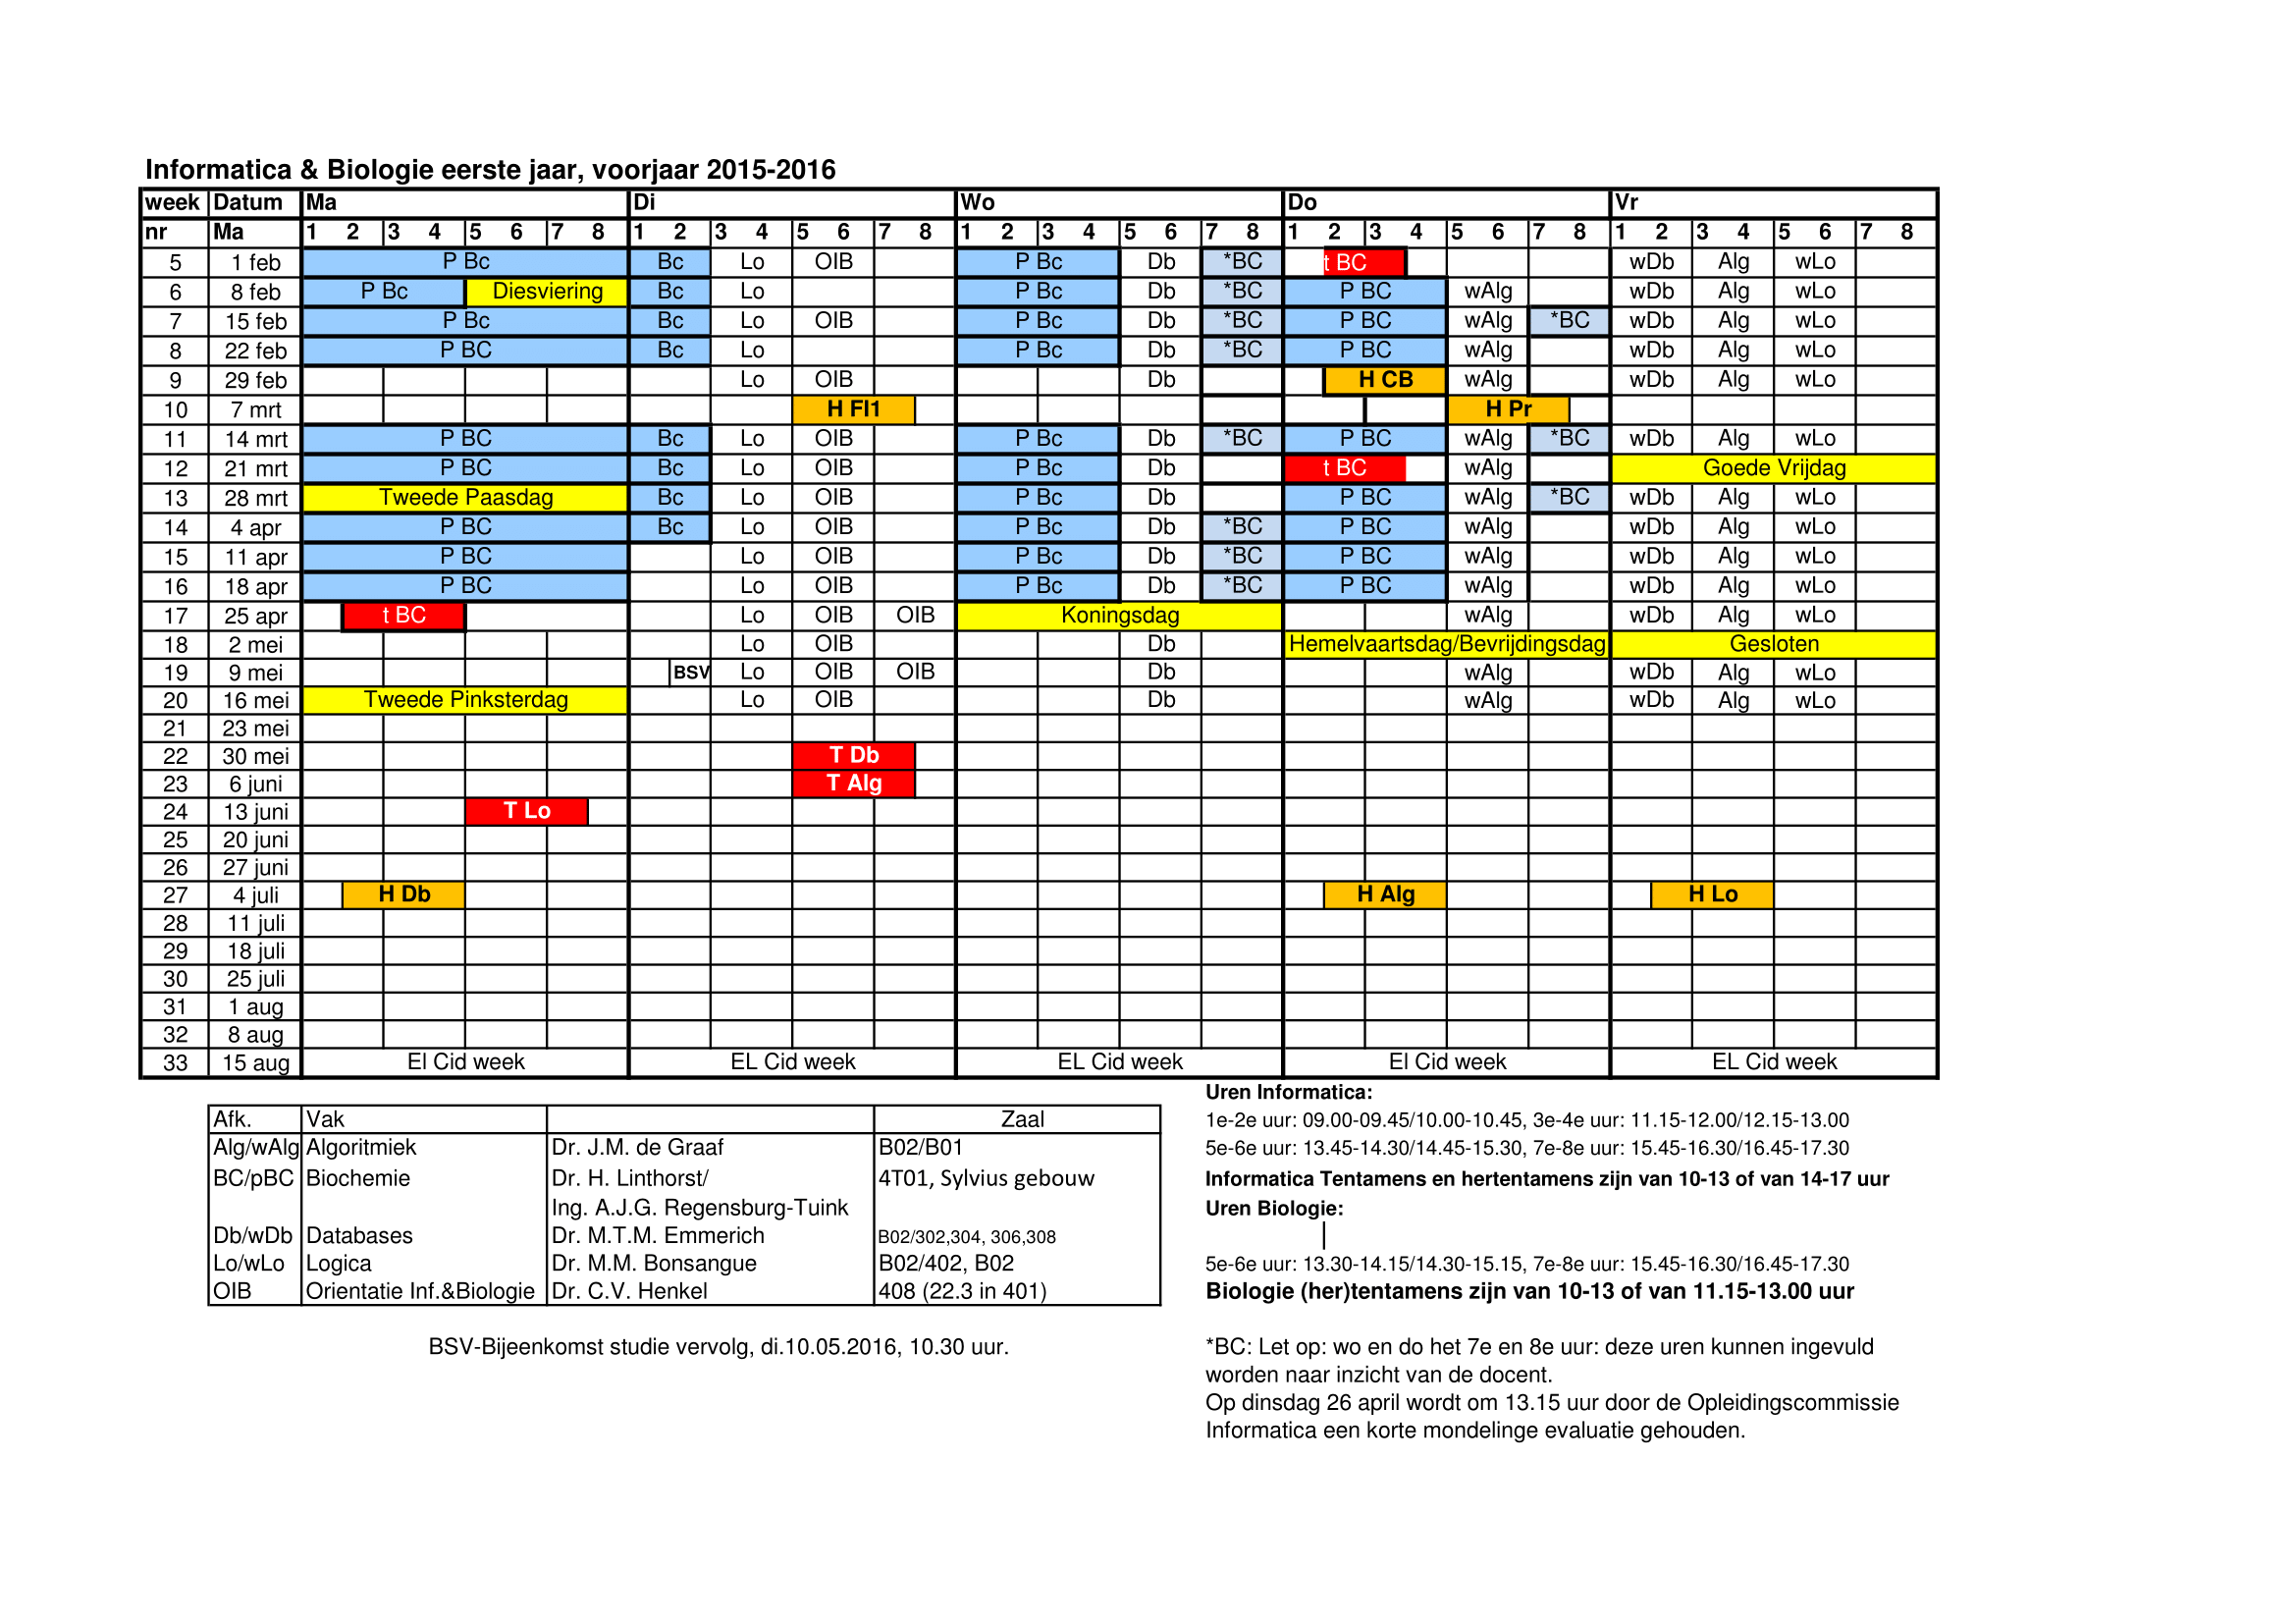 Informatica & Biologie eerste jaar, voorjaar 2015-2016
week Datum Ma Di Wo Do Vr
nr Ma 1 2 3 4 5 6 7 8 1 2 3 4 5 6 7 8 1 2 3 4 5 6 7 8 1 2 3 4 5 6 7 8 1 2 3 4 5 6 7 8
5 1 feb P Bc Bc Lo OIB P Bc Db *BC t BC wDb Alg wLo
6 8 feb P Bc Diesviering Bc Lo P Bc Db *BC P BC wAlg wDb Alg wLo
7 15 feb P Bc Bc Lo OIB P Bc Db *BC P BC wAlg *BC wDb Alg wLo
8 22 feb P BC Bc Lo P Bc Db *BC P BC wAlg wDb Alg wLo
9 29 feb Lo OIB Db H CB wAlg wDb Alg wLo
10 7 mrt H FI1 H Pr
11 14 mrt P BC Bc Lo OIB P Bc Db *BC P BC wAlg *BC wDb Alg wLo
12 21 mrt P BC Bc Lo OIB P Bc Db t BC wAlg Goede Vrijdag
13 28 mrt Tweede Paasdag Bc Lo OIB P Bc Db P BC wAlg *BC wDb Alg wLo
14 4 apr P BC Bc Lo OIB P Bc Db *BC P BC wAlg wDb Alg wLo
15 11 apr P BC Lo OIB P Bc Db *BC P BC wAlg wDb Alg wLo
16 18 apr P BC Lo OIB P Bc Db *BC P BC wAlg wDb Alg wLo
17 25 apr t BC Lo OIB OIB Koningsdag wAlg wDb Alg wLo
18 2 mei Lo OIB Db Hemelvaartsdag/Bevrijdingsdag Gesloten
19 9 mei BSV Lo OIB OIB Db wAlg wDb Alg wLo
20 16 mei Tweede Pinksterdag Lo OIB Db wAlg wDb Alg wLo
21 23 mei
22 30 mei T Db
23 6 juni T Alg
24 13 juni T Lo
25 20 juni
26 27 juni
27 4 juli H Db H Alg H Lo
28 11 juli
29 18 juli
30 25 juli
31 1 aug
32 8 aug
33 15 aug El Cid week EL Cid week EL Cid week El Cid week EL Cid week
Afk. Vak Zaal
Alg/wAlg Algoritmiek Dr. J.M. de Graaf B02/B01
BC/pBC Biochemie Dr. H. Linthorst/ 4T01, Sylvius gebouw
Ing. A.J.G. Regensburg-Tuink
Db/wDb Databases Dr. M.T.M. Emmerich B02/302,304, 306,308
Lo/wLo Logica Dr. M.M. Bonsangue B02/402, B02
OIB Orientatie Inf.&Biologie Dr. C.V. Henkel 408 (22.3 in 401)
BSV-Bijeenkomst studie vervolg, di.10.05.2016, 10.30 uur.
Uren Informatica:
1e-2e uur: 09.00-09.45/10.00-10.45, 3e-4e uur: 11.15-12.00/12.15-13.00
5e-6e uur: 13.45-14.30/14.45-15.30, 7e-8e uur: 15.45-16.30/16.45-17.30
Informatica Tentamens en hertentamens zijn van 10-13 of van 14-17 uur
Uren Biologie:
5e-6e uur: 13.30-14.15/14.30-15.15, 7e-8e uur: 15.45-16.30/16.45-17.30
Biologie (her)tentamens zijn van 10-13 of van 11.15-13.00 uur
*BC: Let op: wo en do het 7e en 8e uur: deze uren kunnen ingevuld
worden naar inzicht van de docent.
Op dinsdag 26 april wordt om 13.15 uur door de Opleidingscommissie
Informatica een korte mondelinge evaluatie gehouden.